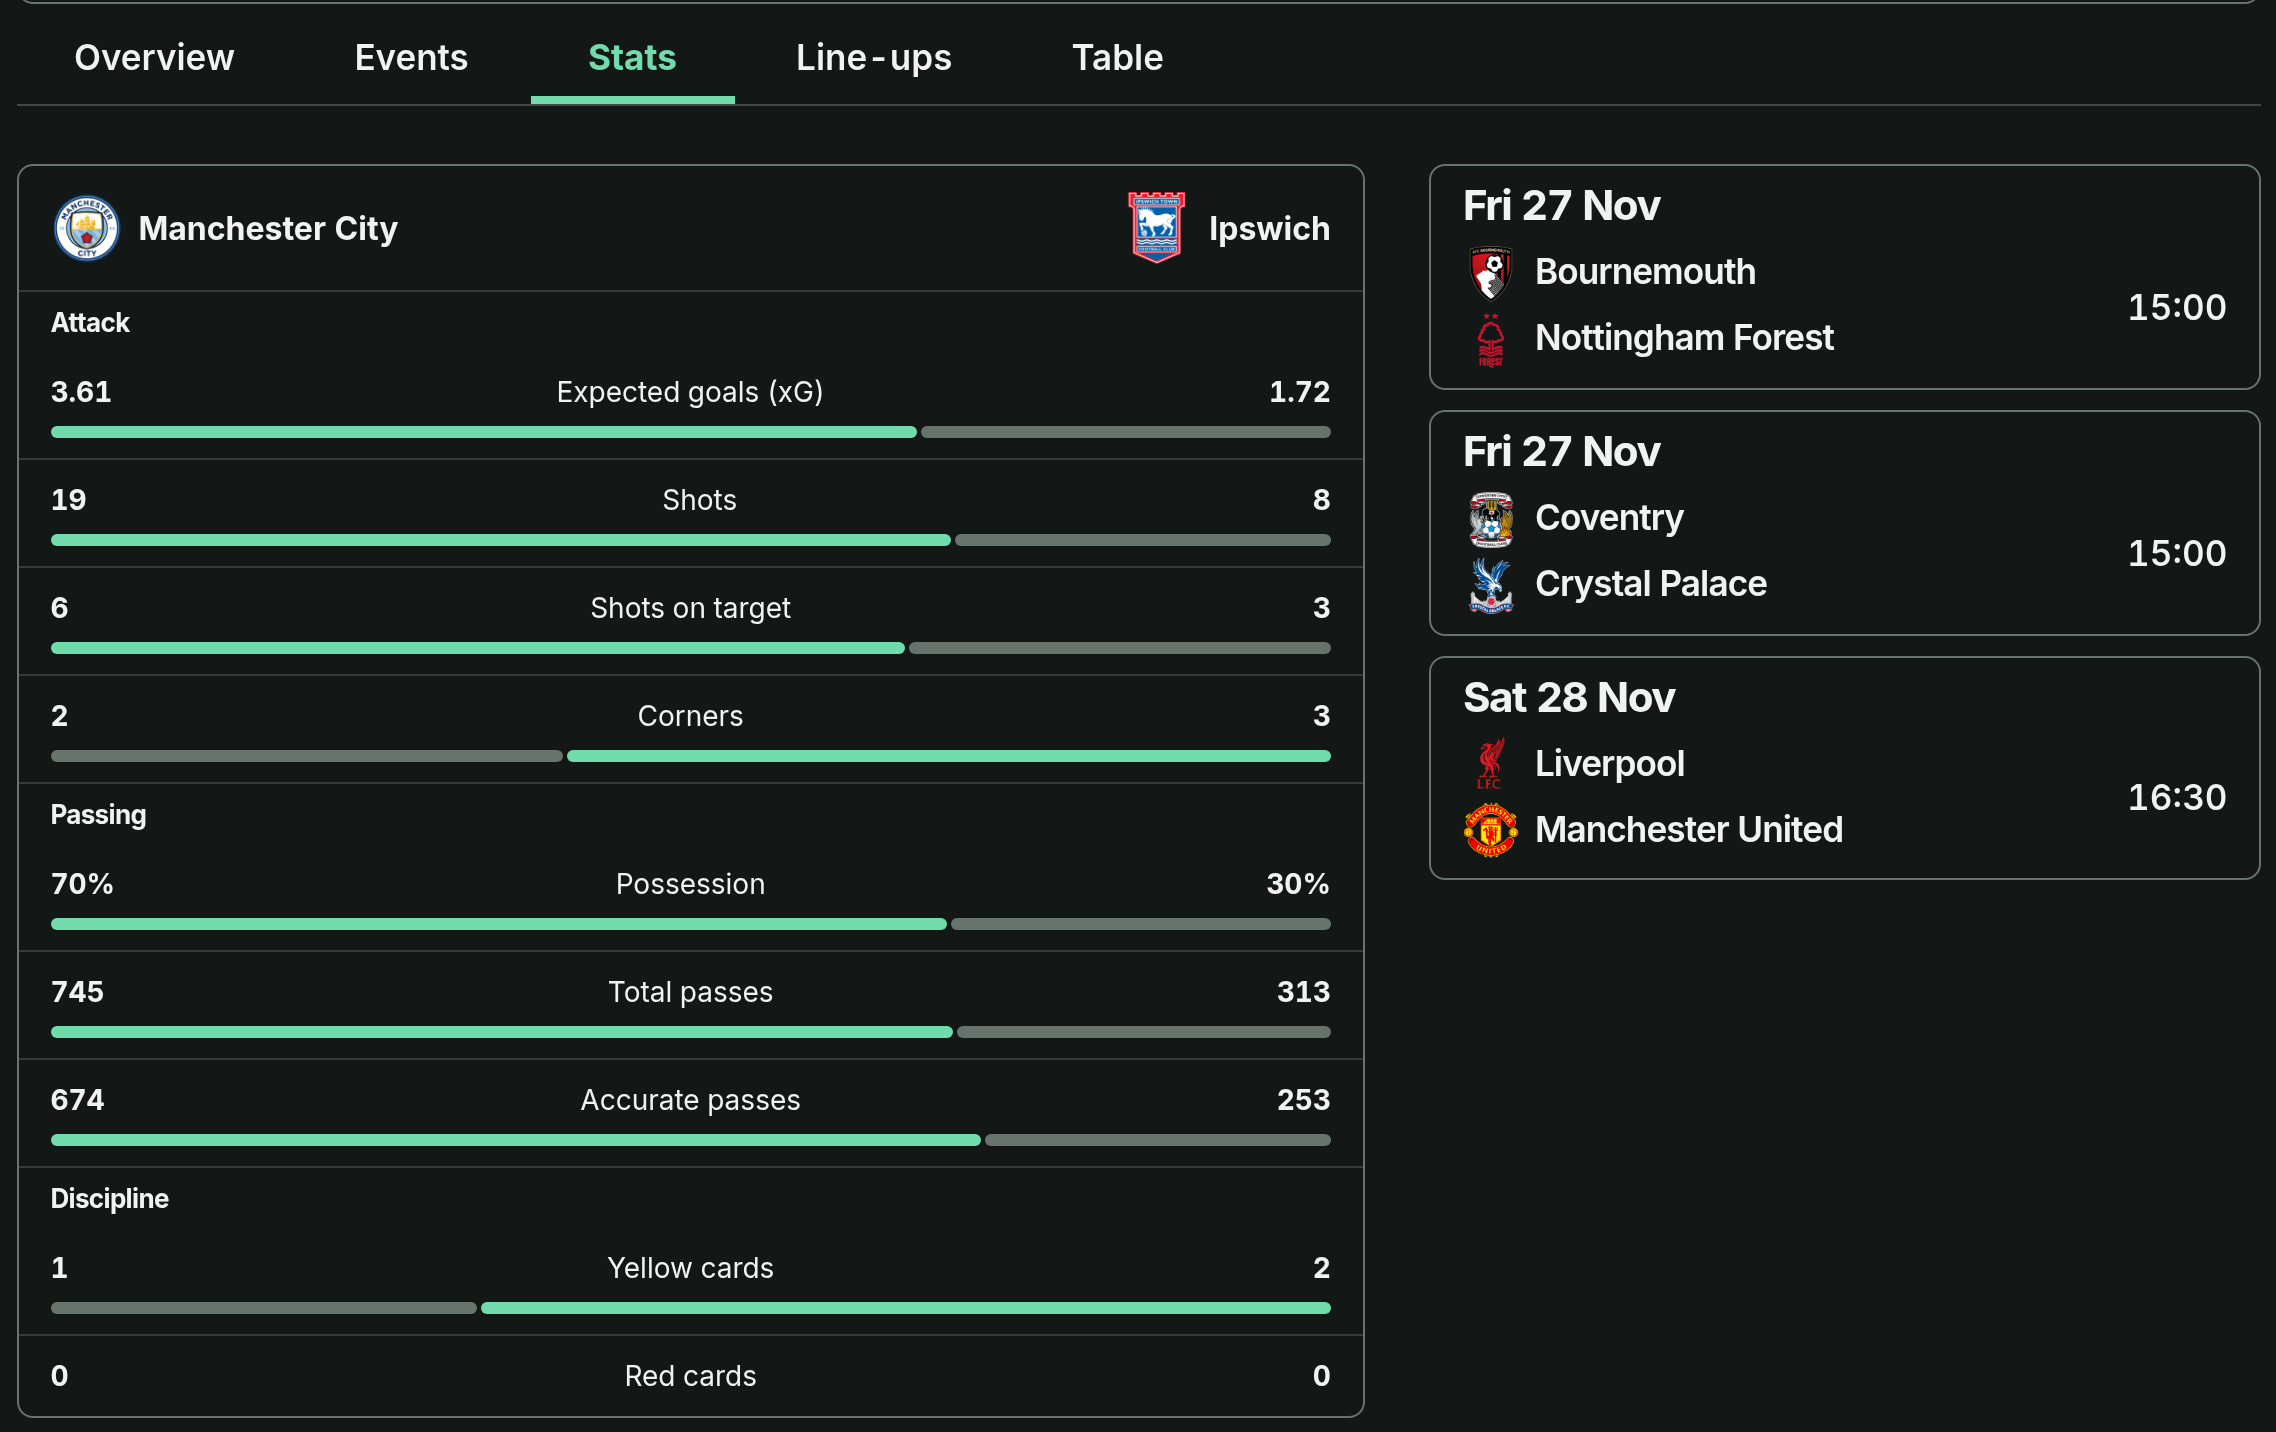 Overview Events Stats Line-ups Table
Manchester City Ipswich
Attack
3.61 Expected goals (xG) 1.72
19 Shots 8
6 Shots on target 3
2 Corners 3
Passing
70% Possession 30%
745 Total passes 313
674 Accurate passes 253
Discipline
1 Yellow cards 2
0 Red cards 0
Fri 27 Nov
Bournemouth
Nottingham Forest
15:00
Fri 27 Nov
Coventry
Crystal Palace
15:00
Sat 28 Nov
Liverpool
Manchester United
16:30